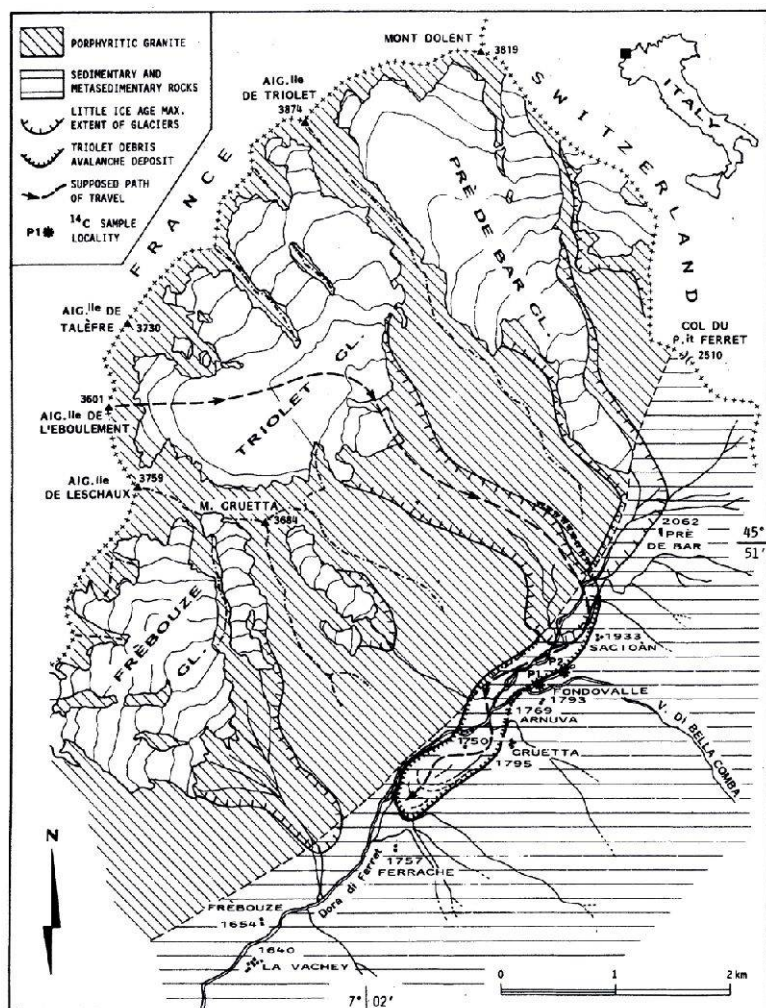 PORPHYRITIC GRANITE
SEDIMENTARY AND
METASEDIMENTARY ROCKS
LITTLE ICE AGE MAX.
EXTENT OF GLACIERS
TRIOLET DEBRIS
AVALANCHE DEPOSIT
SUPPOSED PATH
OF TRAVEL
P1 14C SAMPLE
LOCALITY
MONT DOLENT
3819
AIG.lle
DE TRIOLET
3874
ITALY
SWITZERLAND
FRANCE
PRÈ DE BAR GL.
AIG.lle DE
TALÈFRE
3730
COL DU
P.it FERRET
2510
TRIOLET GL.
3601
AIG.lle DE
L'EBOULEMENT
3759
AIG.lle
DE LESCHAUX
M. GRUETTA
3684
2062
PRÈ
DE BAR
45°
51'
FRÈBOUZE GL.
1933
SAGIOAN
P2
P1
FONDOVALLE
1793
1769
ARNUVA
1750
GRUETTA
1795
V. DI BELLA COMBA
N
1757
FERRACHE
Dora di Ferret
FRÈBOUZE
1654
1640
LA VACHEY
7° 02'
0 1 2 km